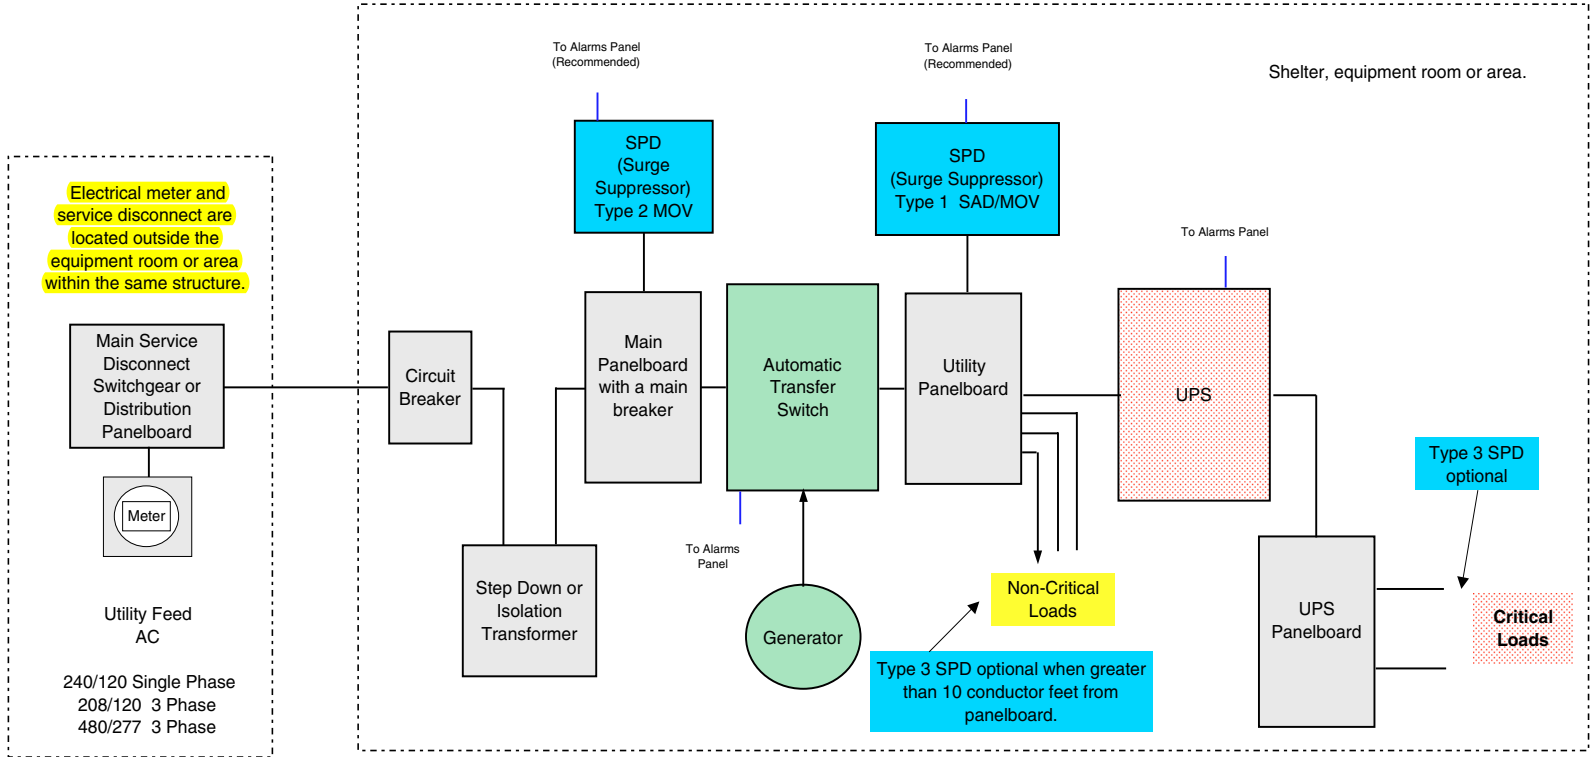 To Alarms Panel
(Recommended)
To Alarms Panel
(Recommended)
Shelter, equipment room or area.
SPD
(Surge
Suppressor)
Type 2 MOV
SPD
(Surge Suppressor)
Type 1 SAD/MOV
Electrical meter and
service disconnect are
located outside the
equipment room or area
within the same structure.
To Alarms Panel
Main Service
Disconnect
Switchgear or
Distribution
Panelboard
Circuit
Breaker
Main
Panelboard
with a main
breaker
Automatic
Transfer
Switch
Utility
Panelboard
UPS
Type 3 SPD
optional
Meter
To Alarms
Panel
Step Down or
Isolation
Transformer
Generator
Non-Critical
Loads
UPS
Panelboard
Critical
Loads
Utility Feed
AC
Type 3 SPD optional when greater
than 10 conductor feet from
panelboard.
240/120 Single Phase
208/120 3 Phase
480/277 3 Phase